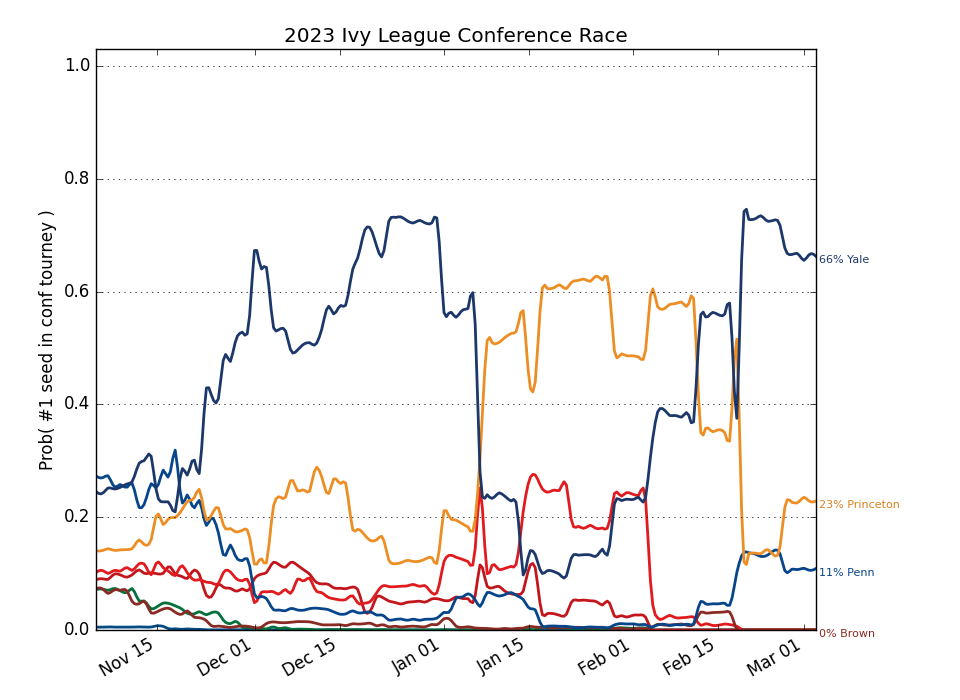 2023 Ivy League Conference Race
Prob( #1 seed in conf tourney )
1.0
0.8
0.6
0.4
0.2
0.0
66% Yale
23% Princeton
11% Penn
0% Brown
Nov 15
Dec 01
Dec 15
Jan 01
Jan 15
Feb 01
Feb 15
Mar 01